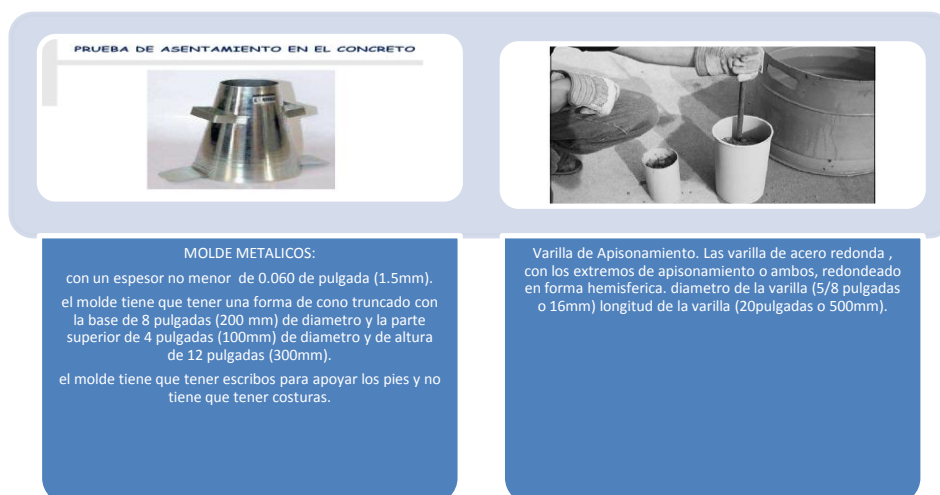 PRUEBA DE ASENTAMIENTO EN EL CONCRETO
MOLDE METALICOS:
con un espesor no menor de 0.060 de pulgada (1.5mm).
el molde tiene que tener una forma de cono truncado con
la base de 8 pulgadas (200 mm) de diametro y la parte
superior de 4 pulgadas (100mm) de diametro y de altura
de 12 pulgadas (300mm).
el molde tiene que tener escribos para apoyar los pies y no
tiene que tener costuras.
Varilla de Apisonamiento. Las varilla de acero redonda ,
con los extremos de apisonamiento o ambos, redondeado
en forma hemisferica. diametro de la varilla (5/8 pulgadas
o 16mm) longitud de la varilla (20pulgadas o 500mm).